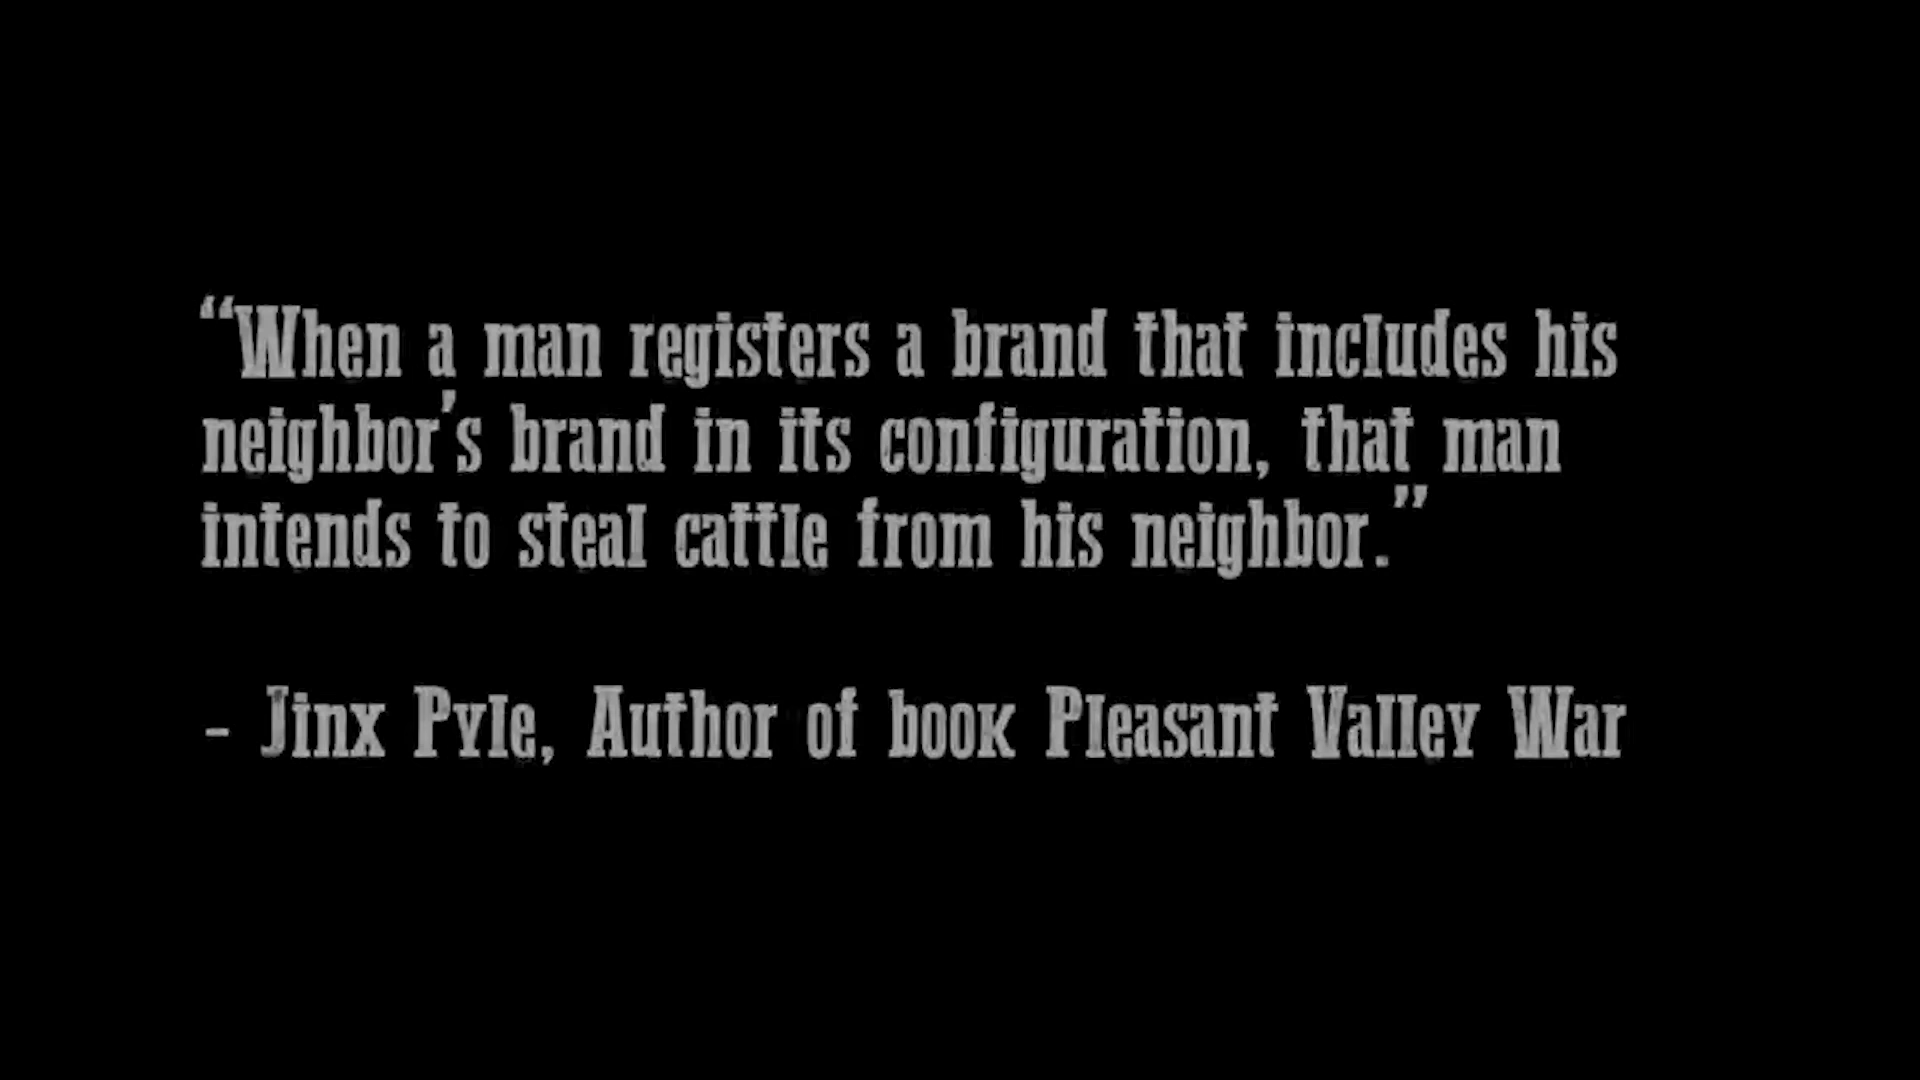 “When a man registers a brand that includes his
neighbor’s brand in its configuration, that man
intends to steal cattle from his neighbor.”
- Jinx Pyle, Author of book Pleasant Valley War